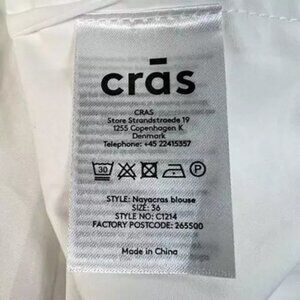 crās
CRAS
Store Strandstraede 19
1255 Copenhagen K
Denmark
Telephone: +45 22415357
30 P
STYLE: Nayacras blouse
SIZE: 36
STYLE NO: C1214
FACTORY POSTCODE: 265500
Made in China